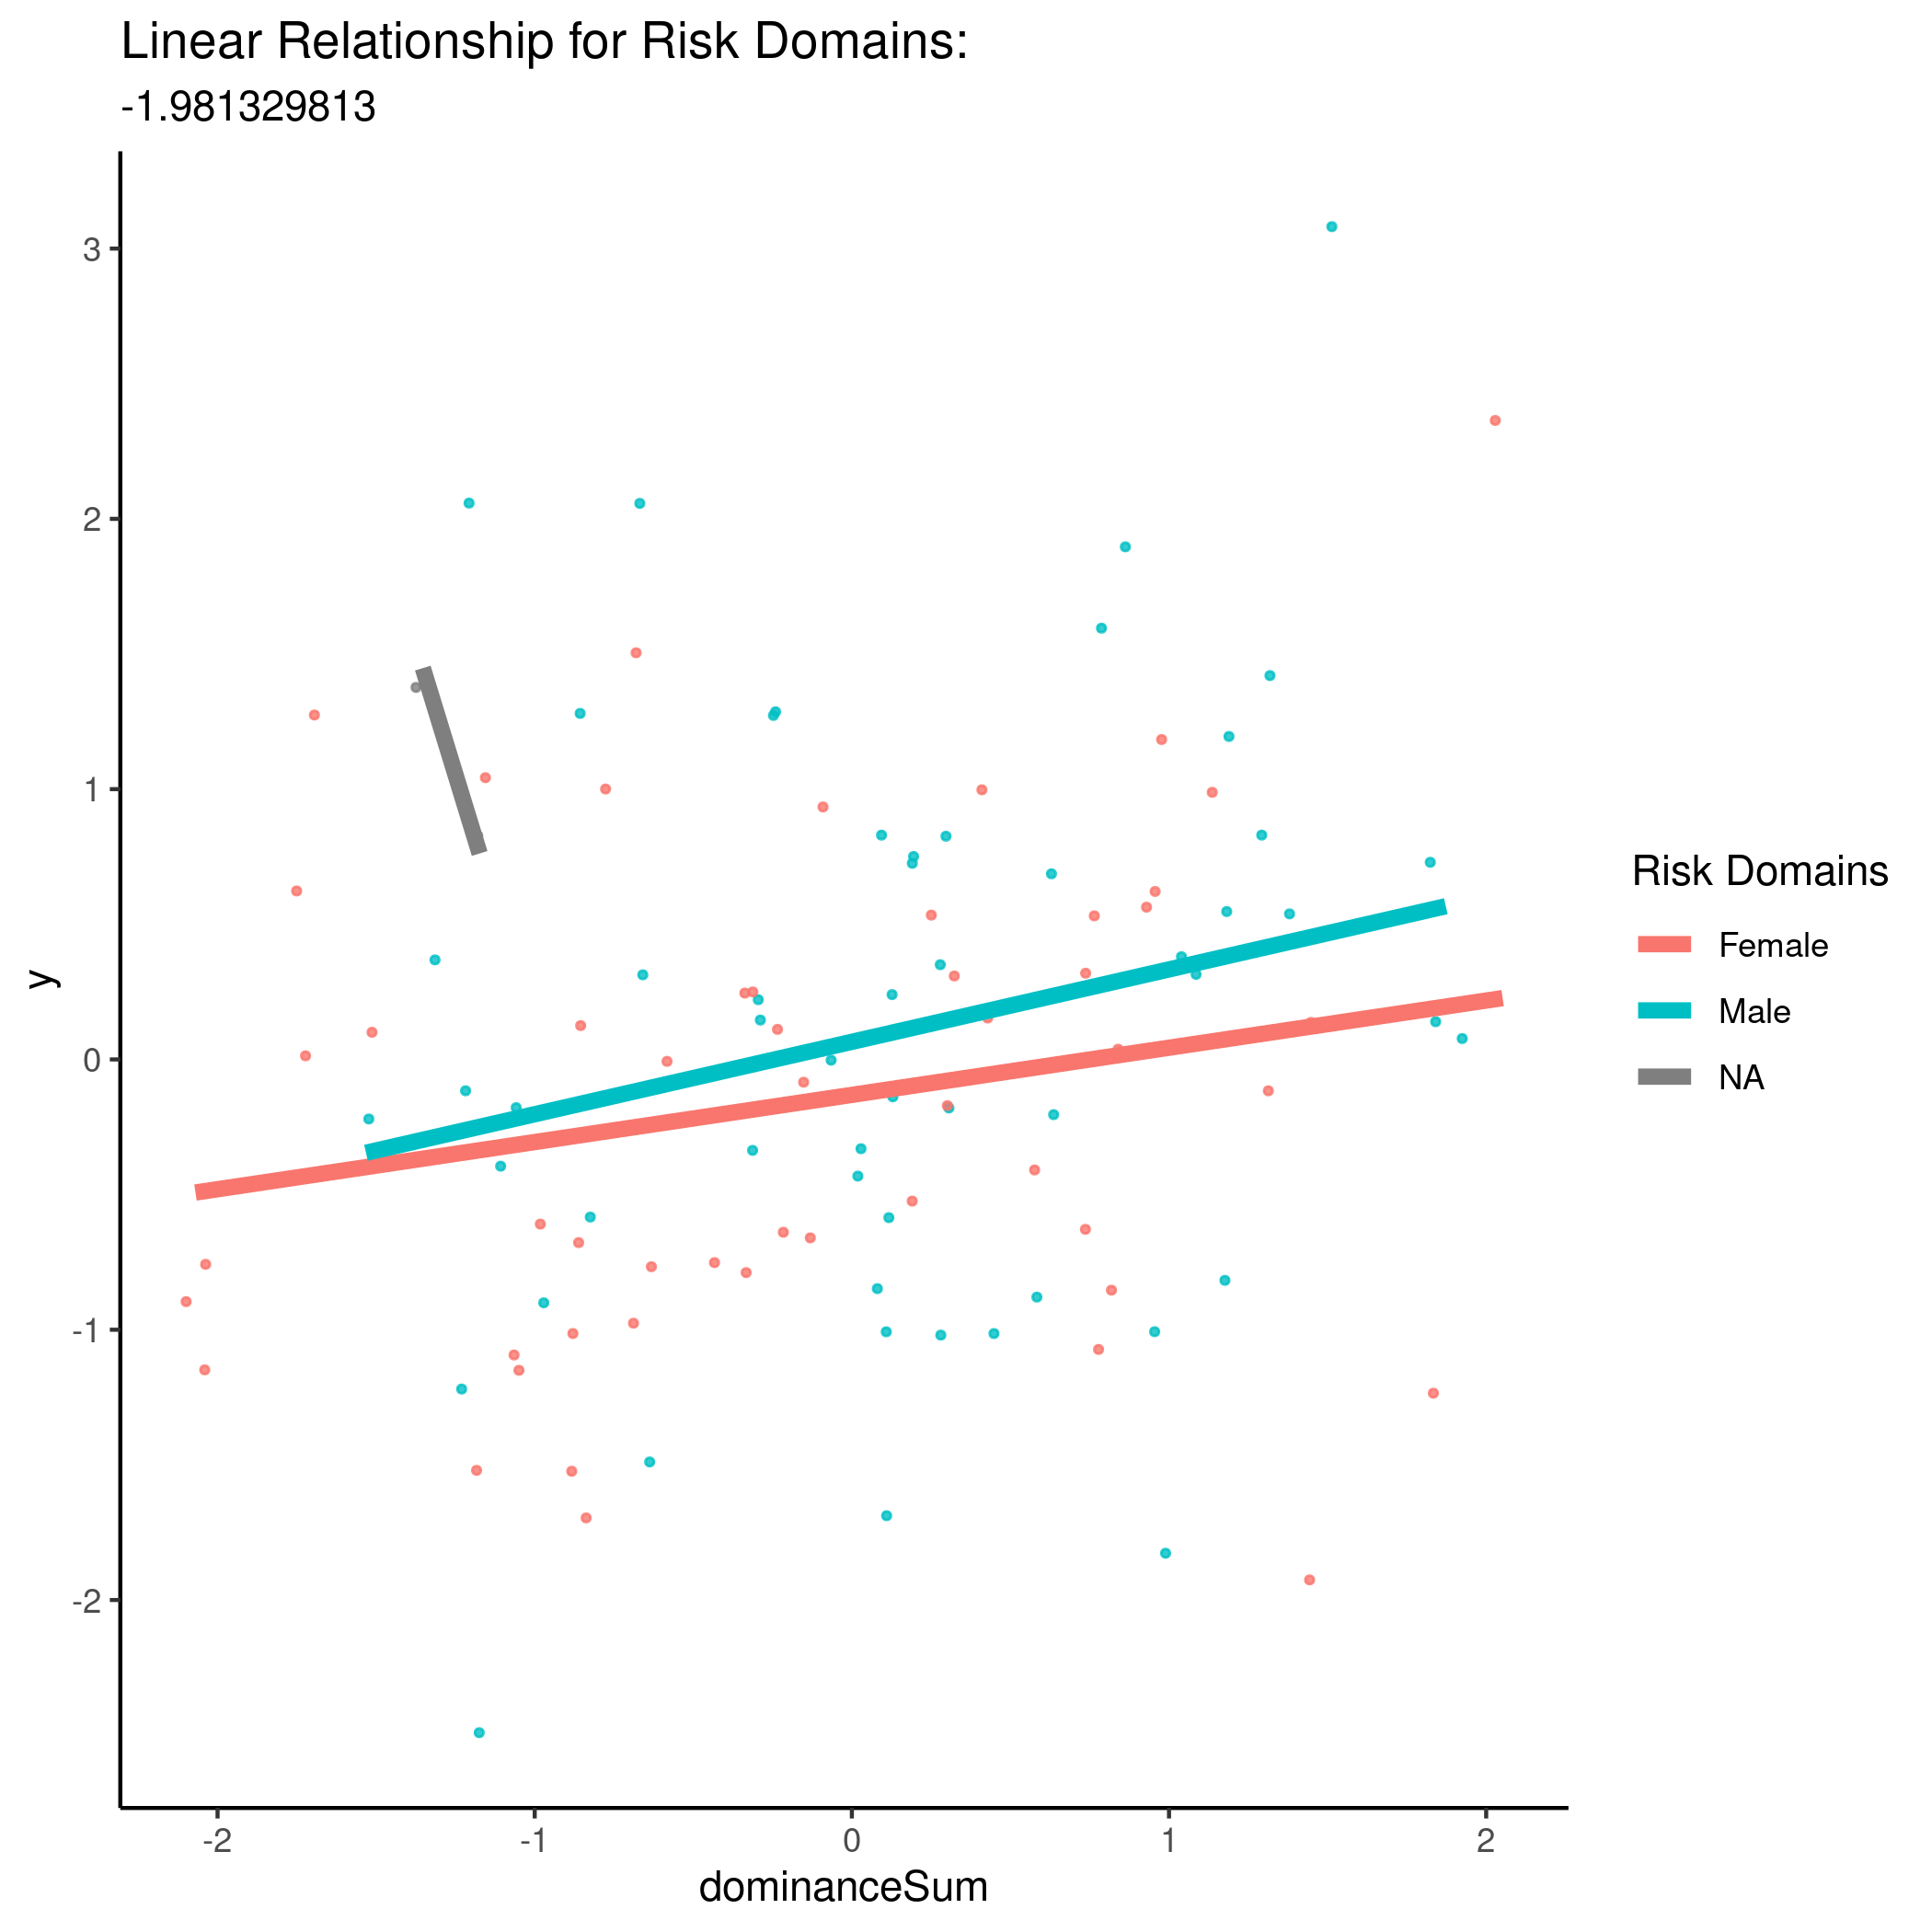 Linear Relationship for Risk Domains:
-1.981329813
3
2
1
0
-1
-2
y
-2 -1 0 1 2
dominanceSum
Risk Domains
Female
Male
NA